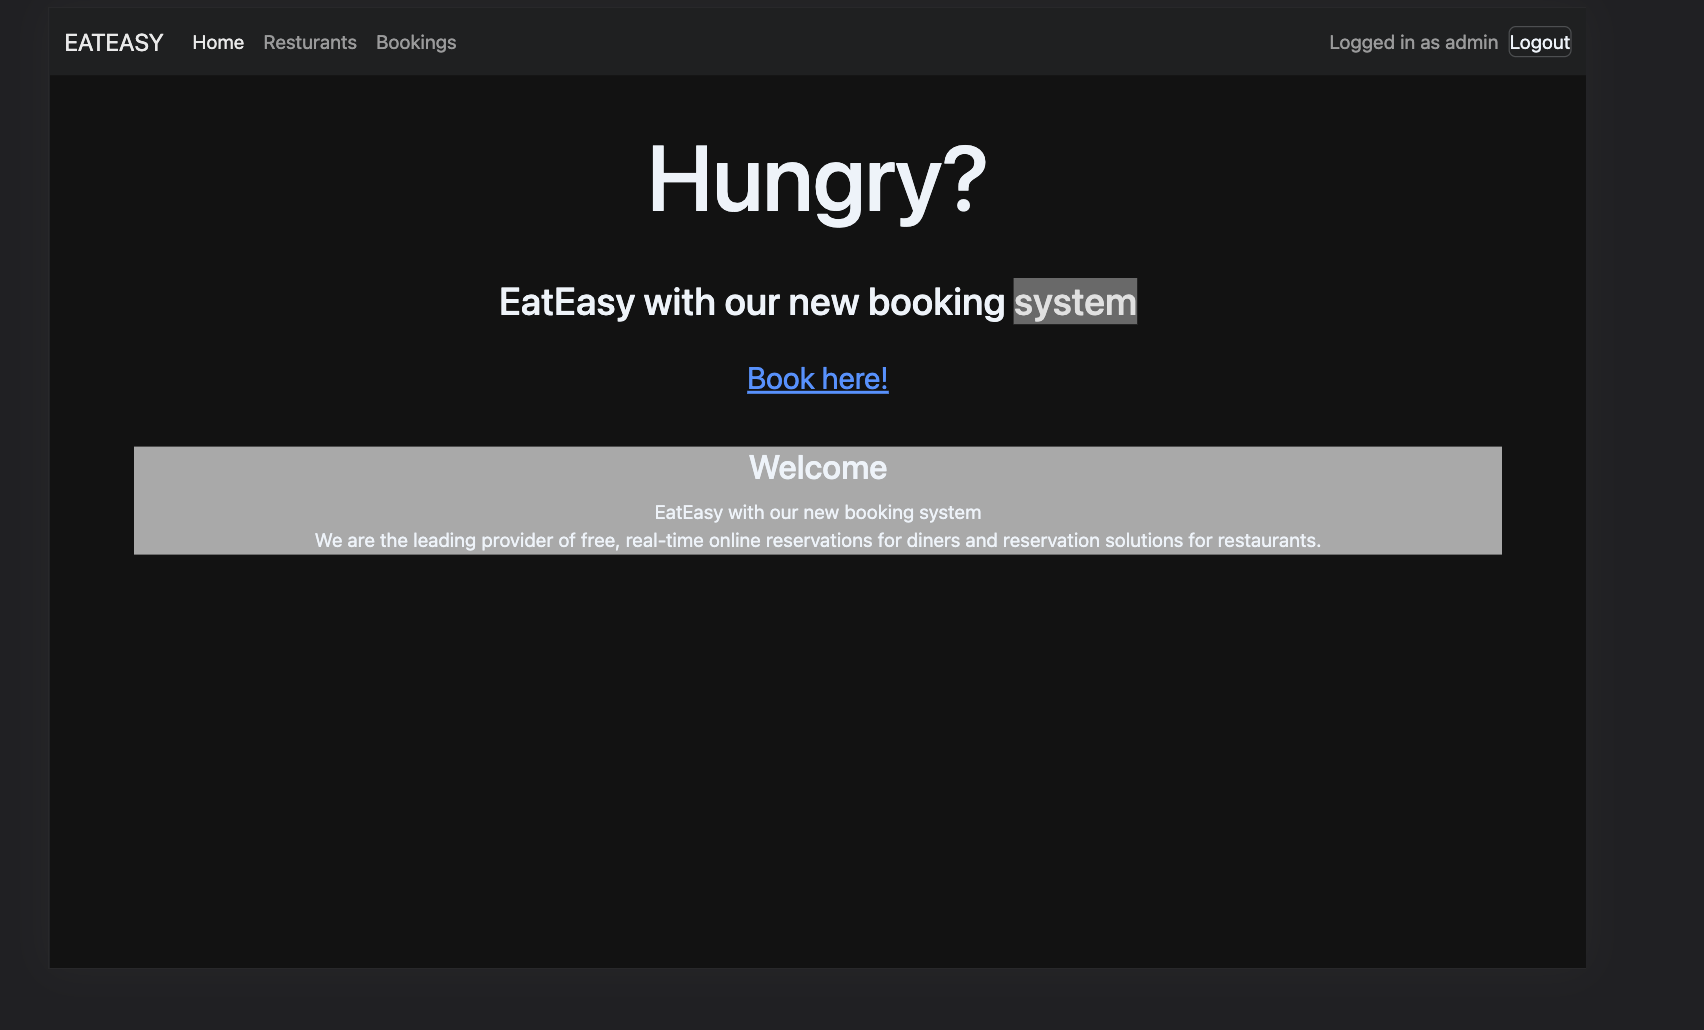 EATEASY Home Resturants Bookings Logged in as admin Logout
Hungry?
EatEasy with our new booking system
Book here!
Welcome
EatEasy with our new booking system
We are the leading provider of free, real-time online reservations for diners and reservation solutions for restaurants.